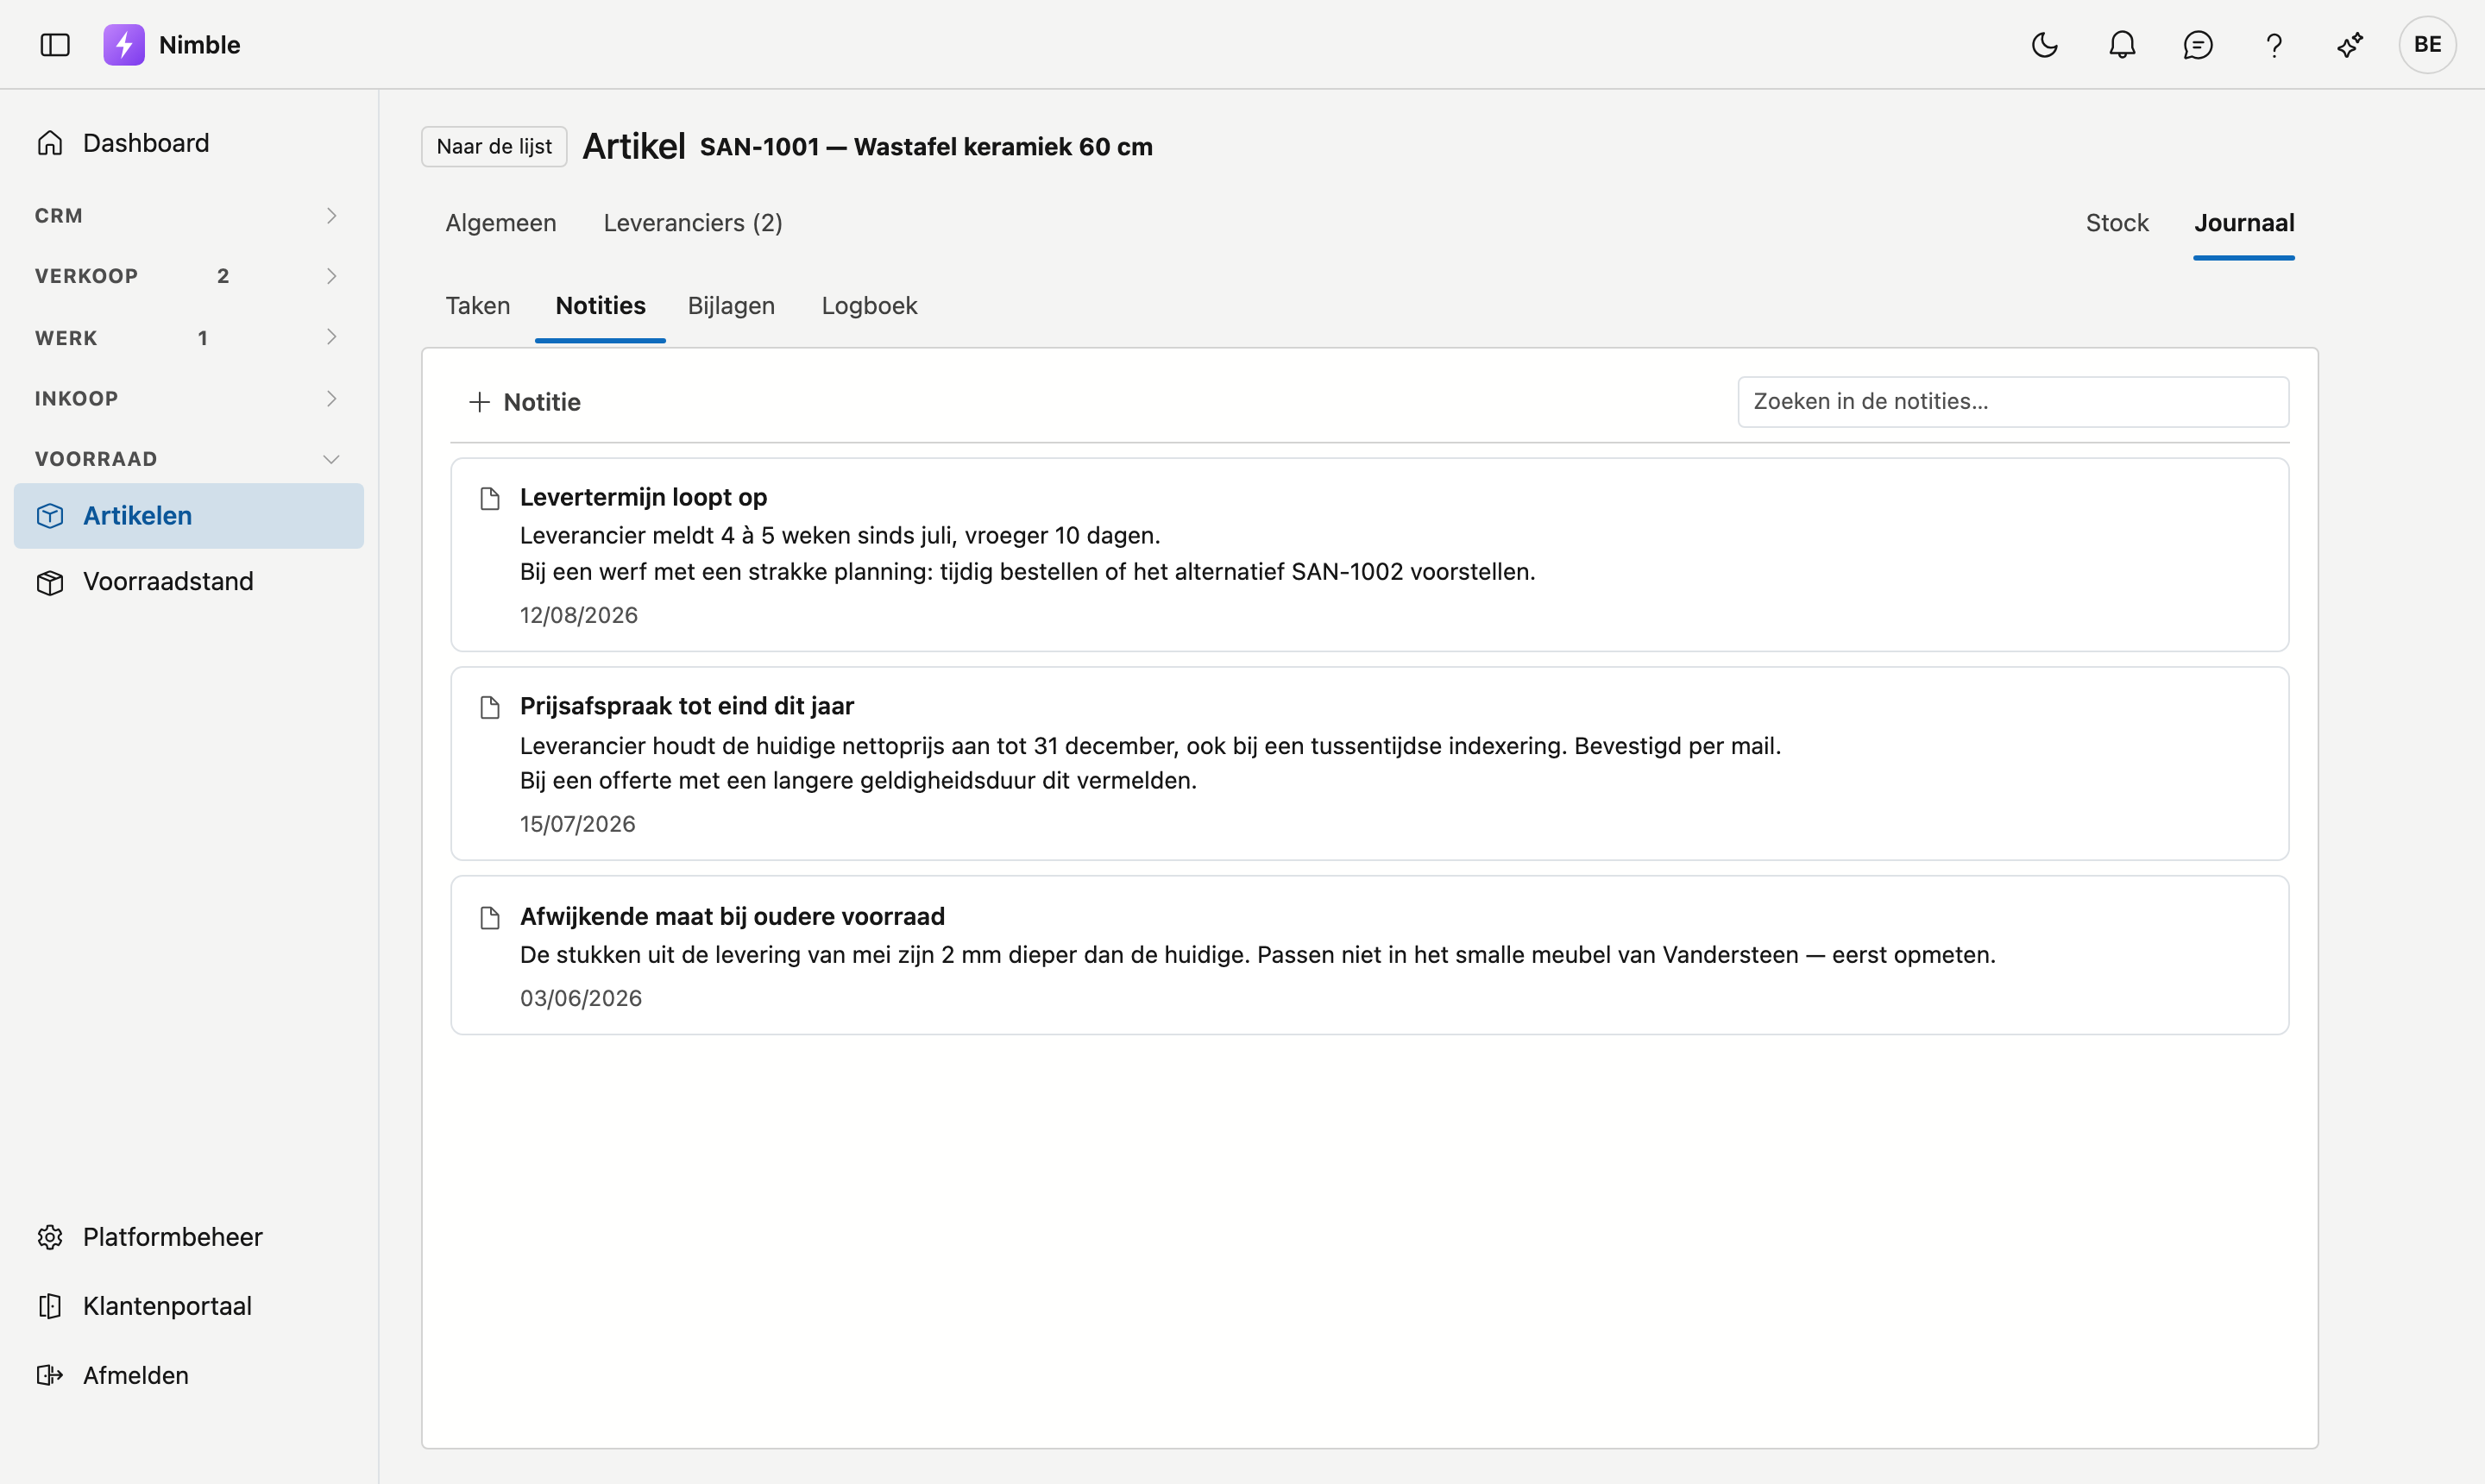 Nimble
BE
Dashboard
CRM
VERKOOP 2
WERK 1
INKOOP
VOORRAAD
Artikelen
Voorraadstand
Platformbeheer
Klantenportaal
Afmelden
Naar de lijst Artikel SAN-1001 — Wastafel keramiek 60 cm
Algemeen Leveranciers (2) Stock Journaal
Taken Notities Bijlagen Logboek
+ Notitie Zoeken in de notities...
Levertermijn loopt op
Leverancier meldt 4 à 5 weken sinds juli, vroeger 10 dagen.
Bij een werf met een strakke planning: tijdig bestellen of het alternatief SAN-1002 voorstellen.
12/08/2026
Prijsafspraak tot eind dit jaar
Leverancier houdt de huidige nettoprijs aan tot 31 december, ook bij een tussentijdse indexering. Bevestigd per mail.
Bij een offerte met een langere geldigheidsduur dit vermelden.
15/07/2026
Afwijkende maat bij oudere voorraad
De stukken uit de levering van mei zijn 2 mm dieper dan de huidige. Passen niet in het smalle meubel van Vandersteen — eerst opmeten.
03/06/2026